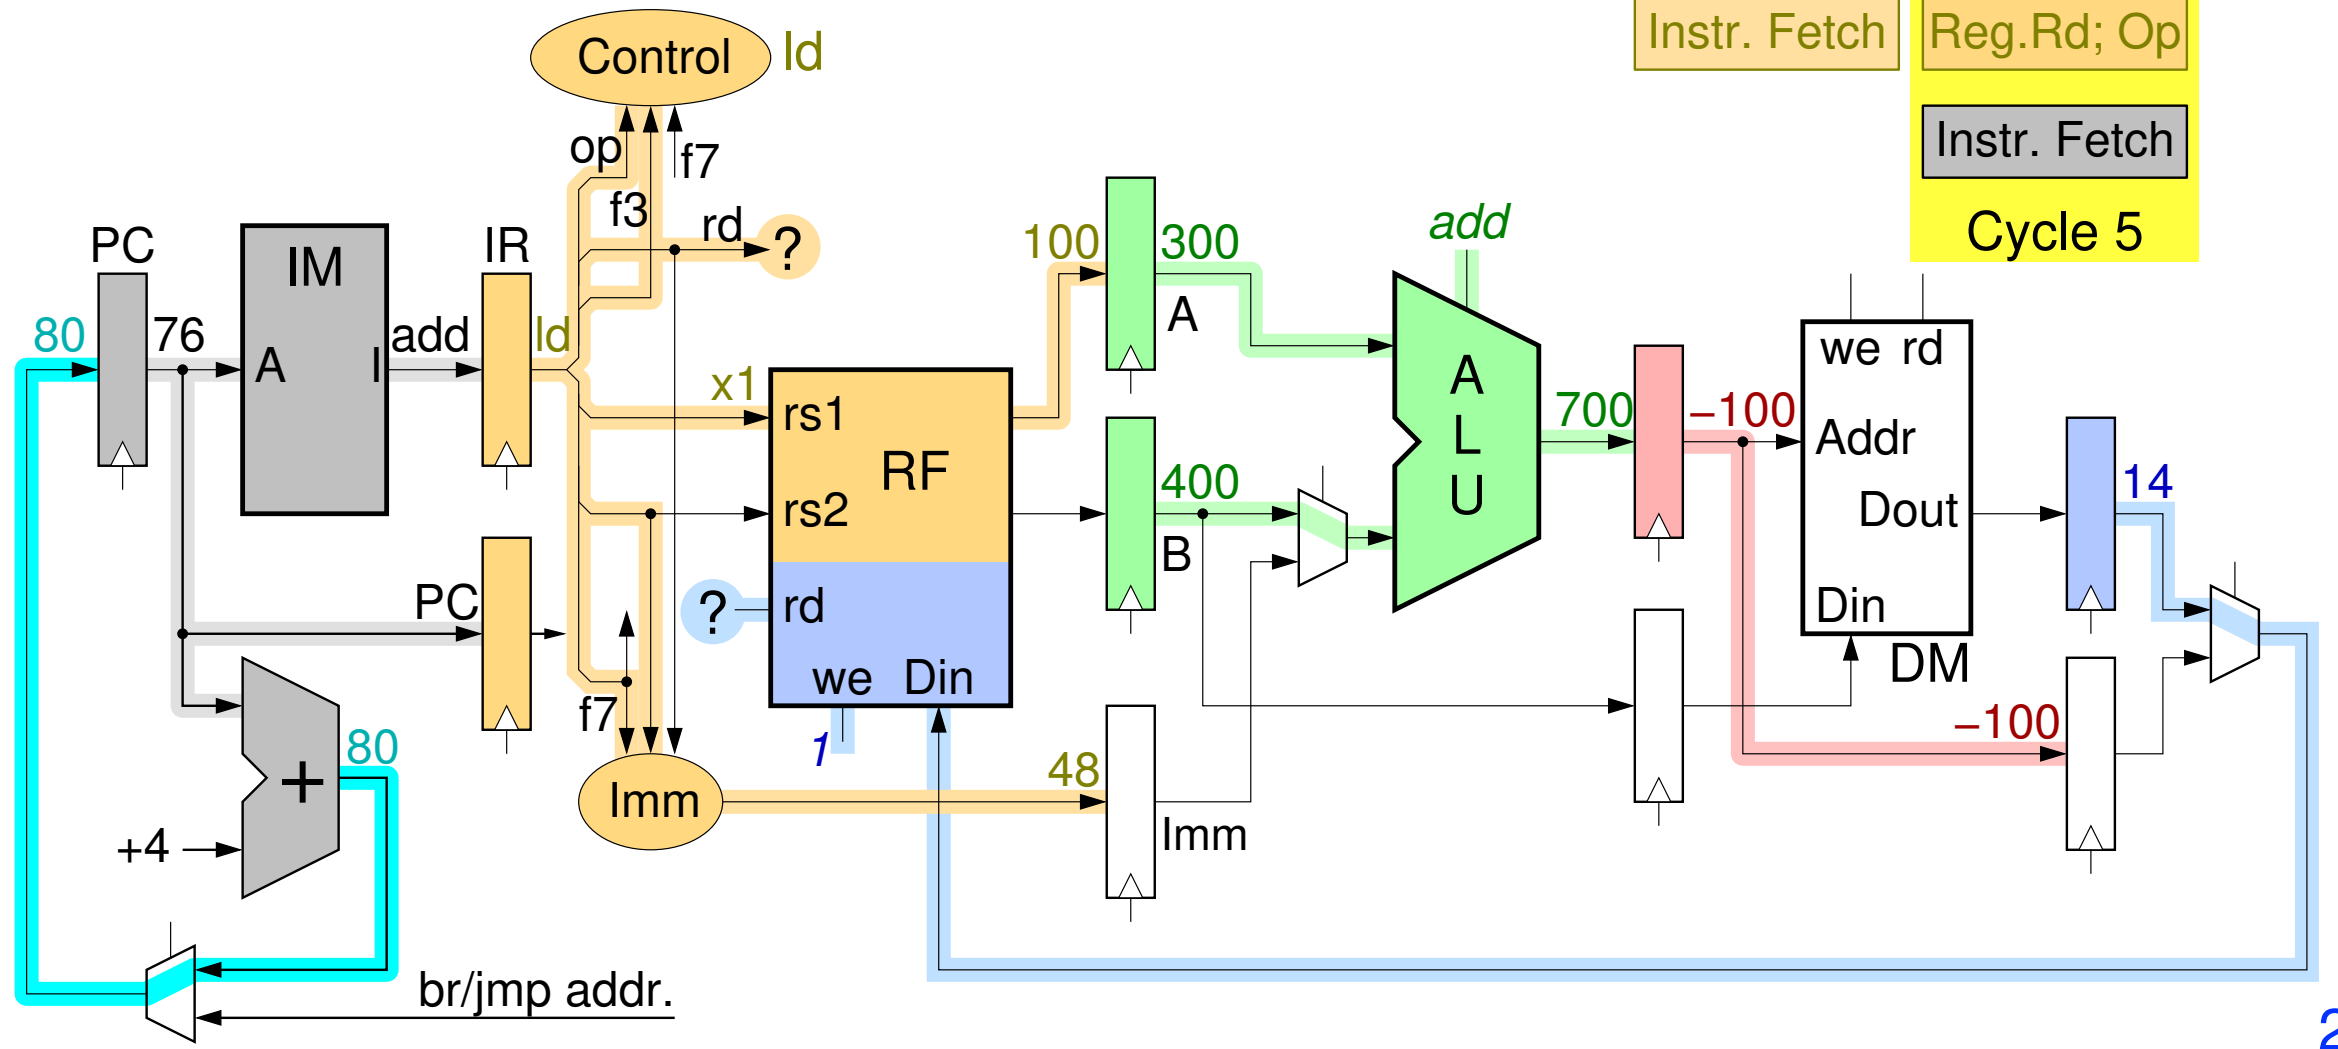 Control
ld
Instr. Fetch
Reg.Rd; Op
Instr. Fetch
Cycle 5
op
f7
f3
rd
?
PC
IM
IR
80
76
A
I
add
ld
x1
rs1
RF
rs2
?
rd
we
Din
1
100
300
A
add
400
B
A
L
U
700
–100
we
rd
Addr
Dout
Din
DM
14
–100
PC
f7
80
+
+4
Imm
48
Imm
br/jmp addr.